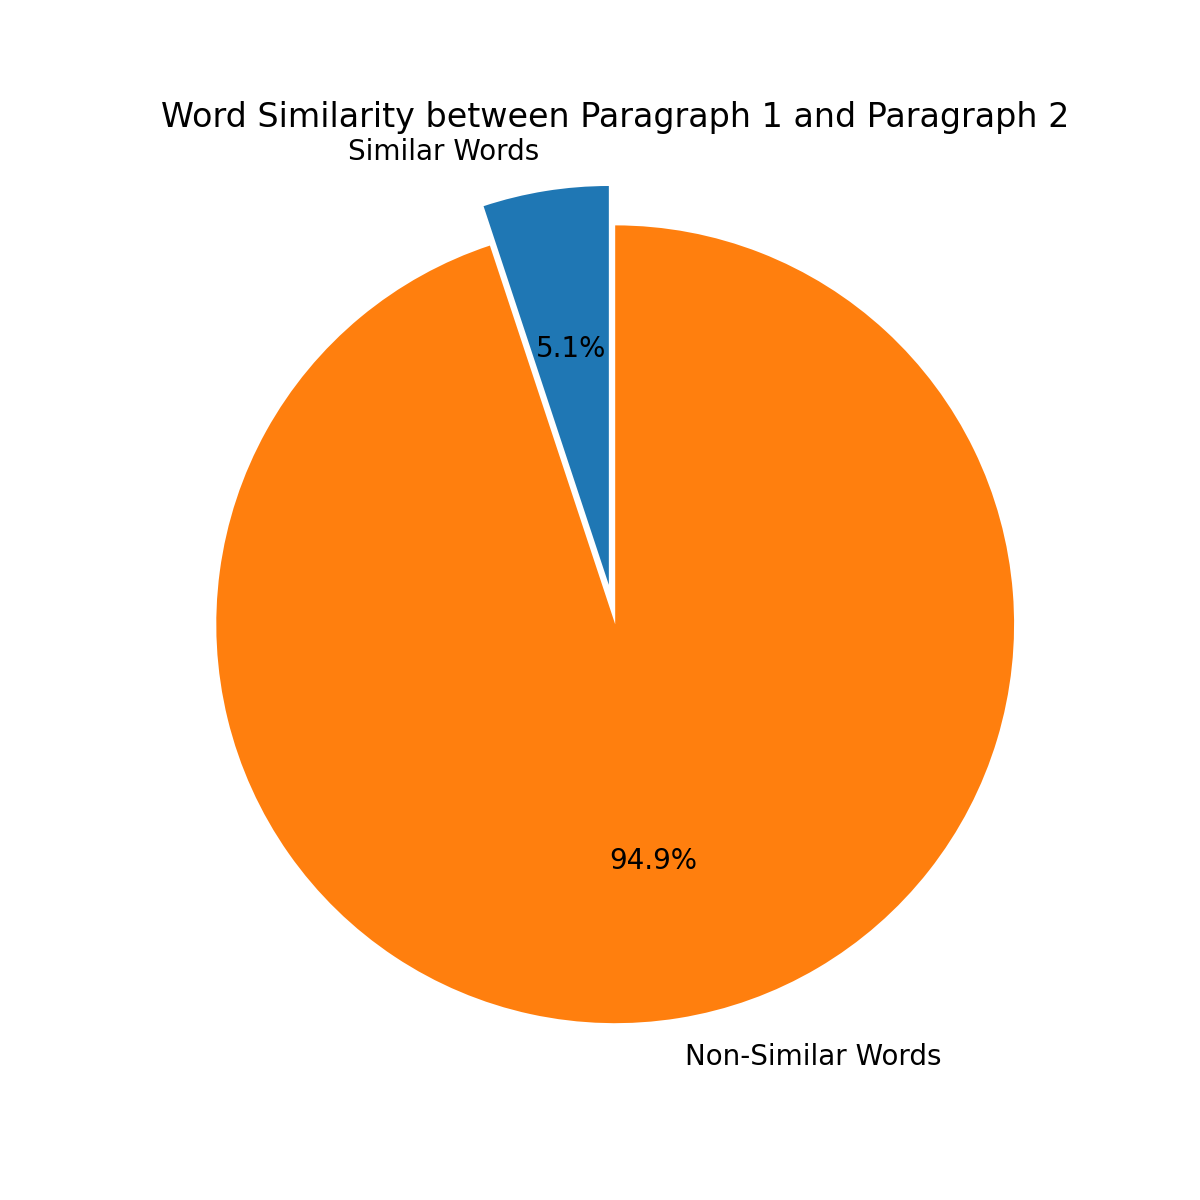 Word Similarity between Paragraph 1 and Paragraph 2
Similar Words
5.1%
94.9%
Non-Similar Words